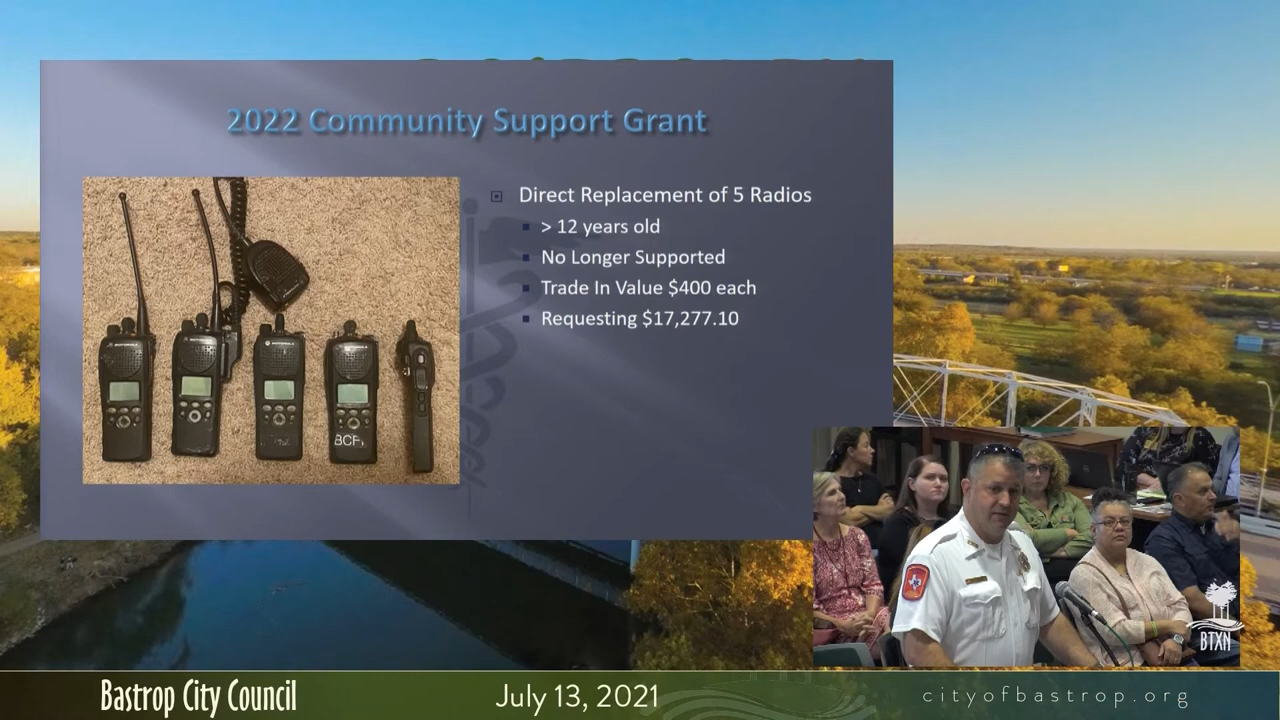 2022 Community Support Grant
Direct Replacement of 5 Radios
> 12 years old
No Longer Supported
Trade In Value $400 each
Requesting $17,277.10
BCF
BTXN
Bastrop City Council
July 13, 2021
cityofbastrop.org